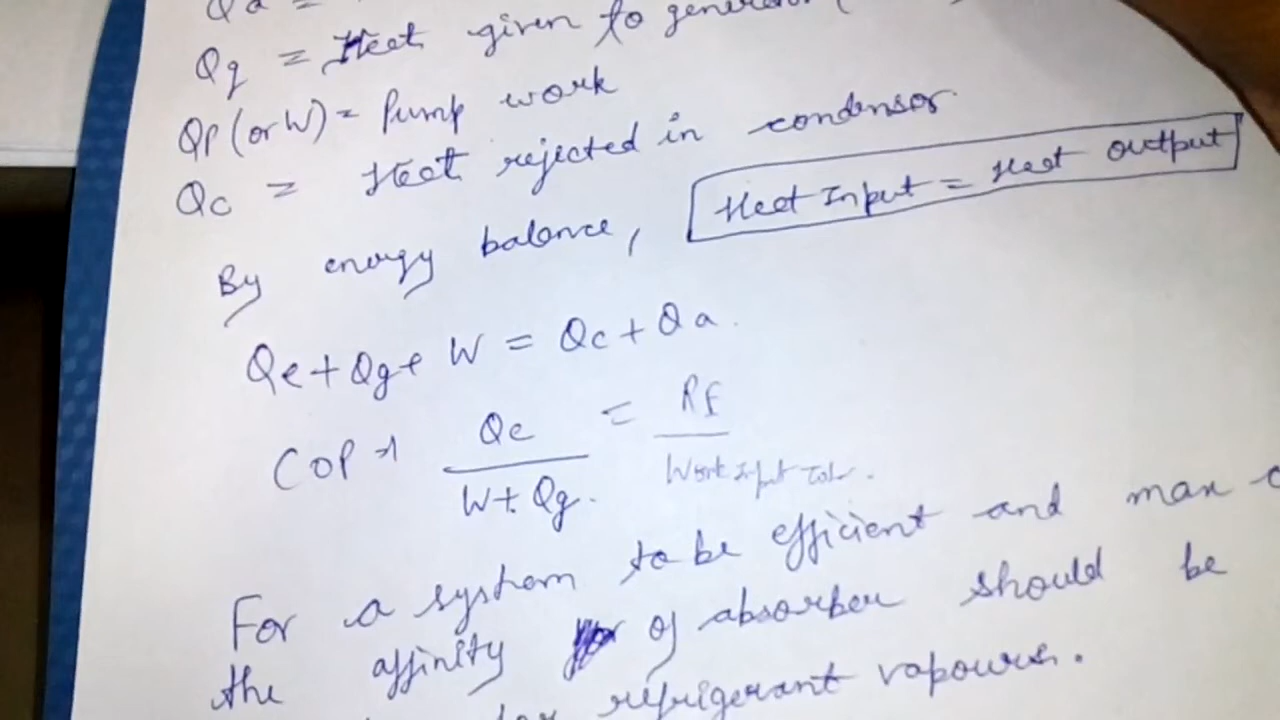 Qa =
Qg = Heat given to generator (
Qp (or W) = Pump work
Qc = Heat rejected in condensor.
By energy balance, Heat Input = Heat output
Qe + Qg + W = Qc + Qa.
COP = Qe / W + Qg. = RE / Work Input
For a system to be efficient and max
the affinity of absorber should be
for refrigerant vapours.